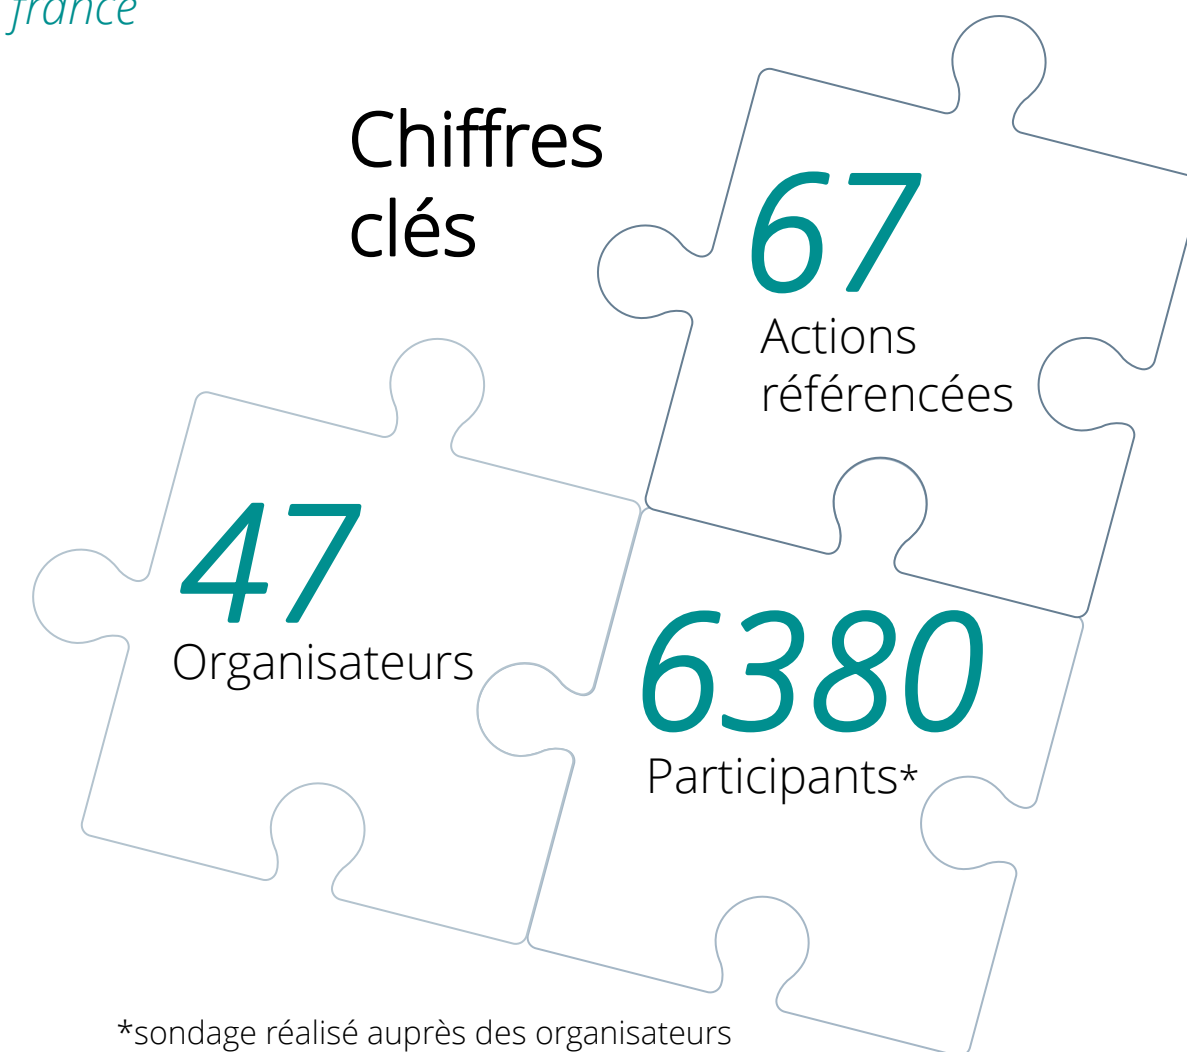 france
Chiffres
clés
67
Actions
référencées
47
Organisateurs
6380
Participants*
*sondage réalisé auprès des organisateurs